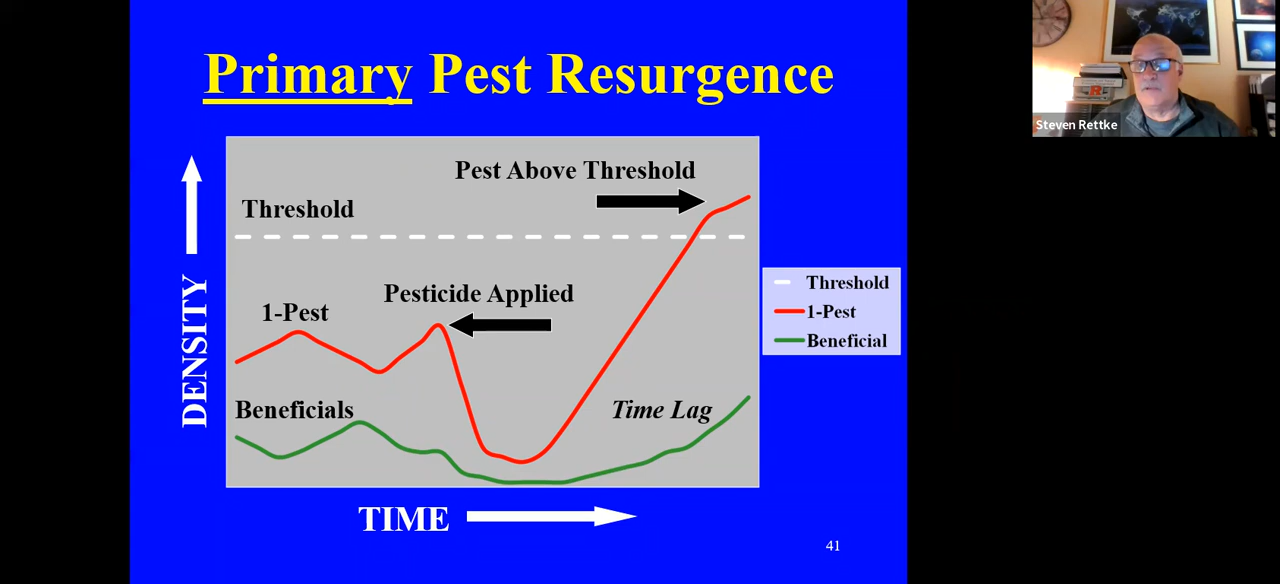 Primary Pest Resurgence
Pest Above Threshold
Threshold
Pesticide Applied
1-Pest
Beneficials
Time Lag
DENSITY
TIME
Threshold
1-Pest
Beneficial
41
Steven Rettke